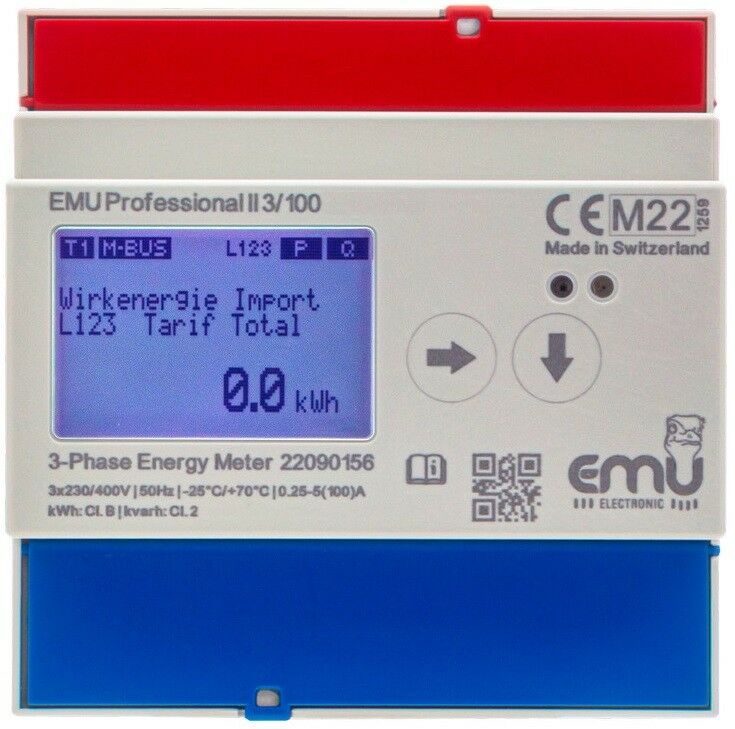 EMU Professional II 3/100
CE M22 1259
Made in Switzerland
T1 M-BUS L123 P Q
Wirkenergie Import
L123 Tarif Total
0.0 kWh
3-Phase Energy Meter 22090156
3x230/400V | 50Hz | -25°C/+70°C | 0.25-5(100)A
kWh: Cl. B | kvarh: Cl. 2
i
emu
ELECTRONIC